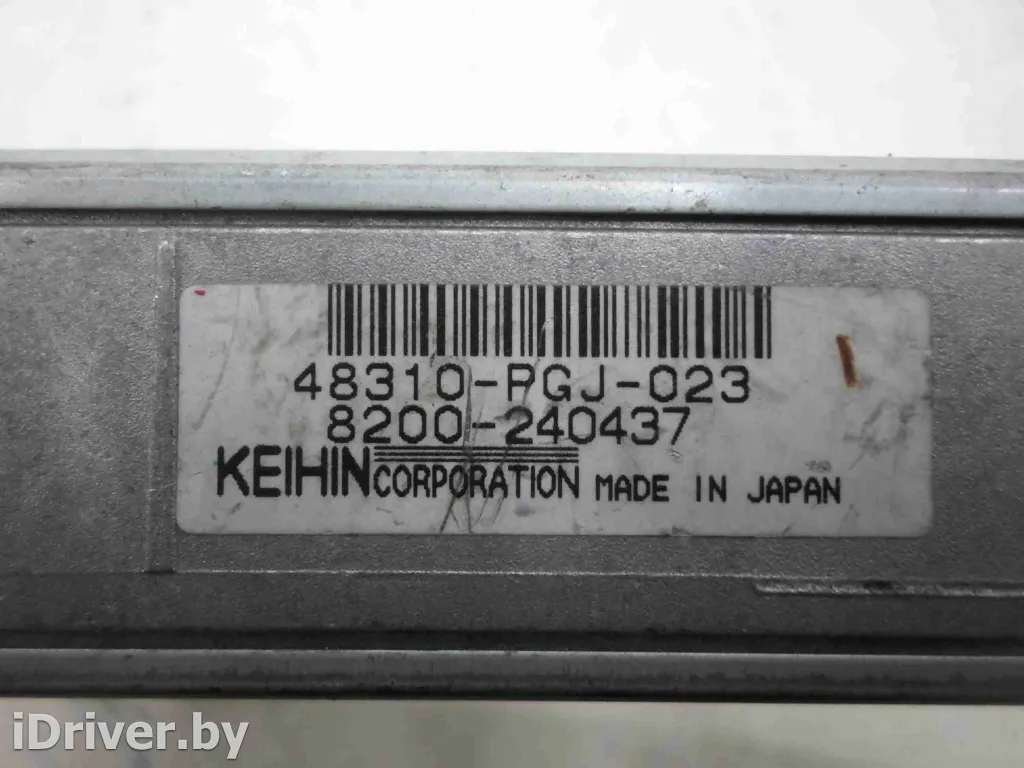 48310-PGJ-023
8200-240437
KEIHIN CORPORATION MADE IN JAPAN
iDriver.by